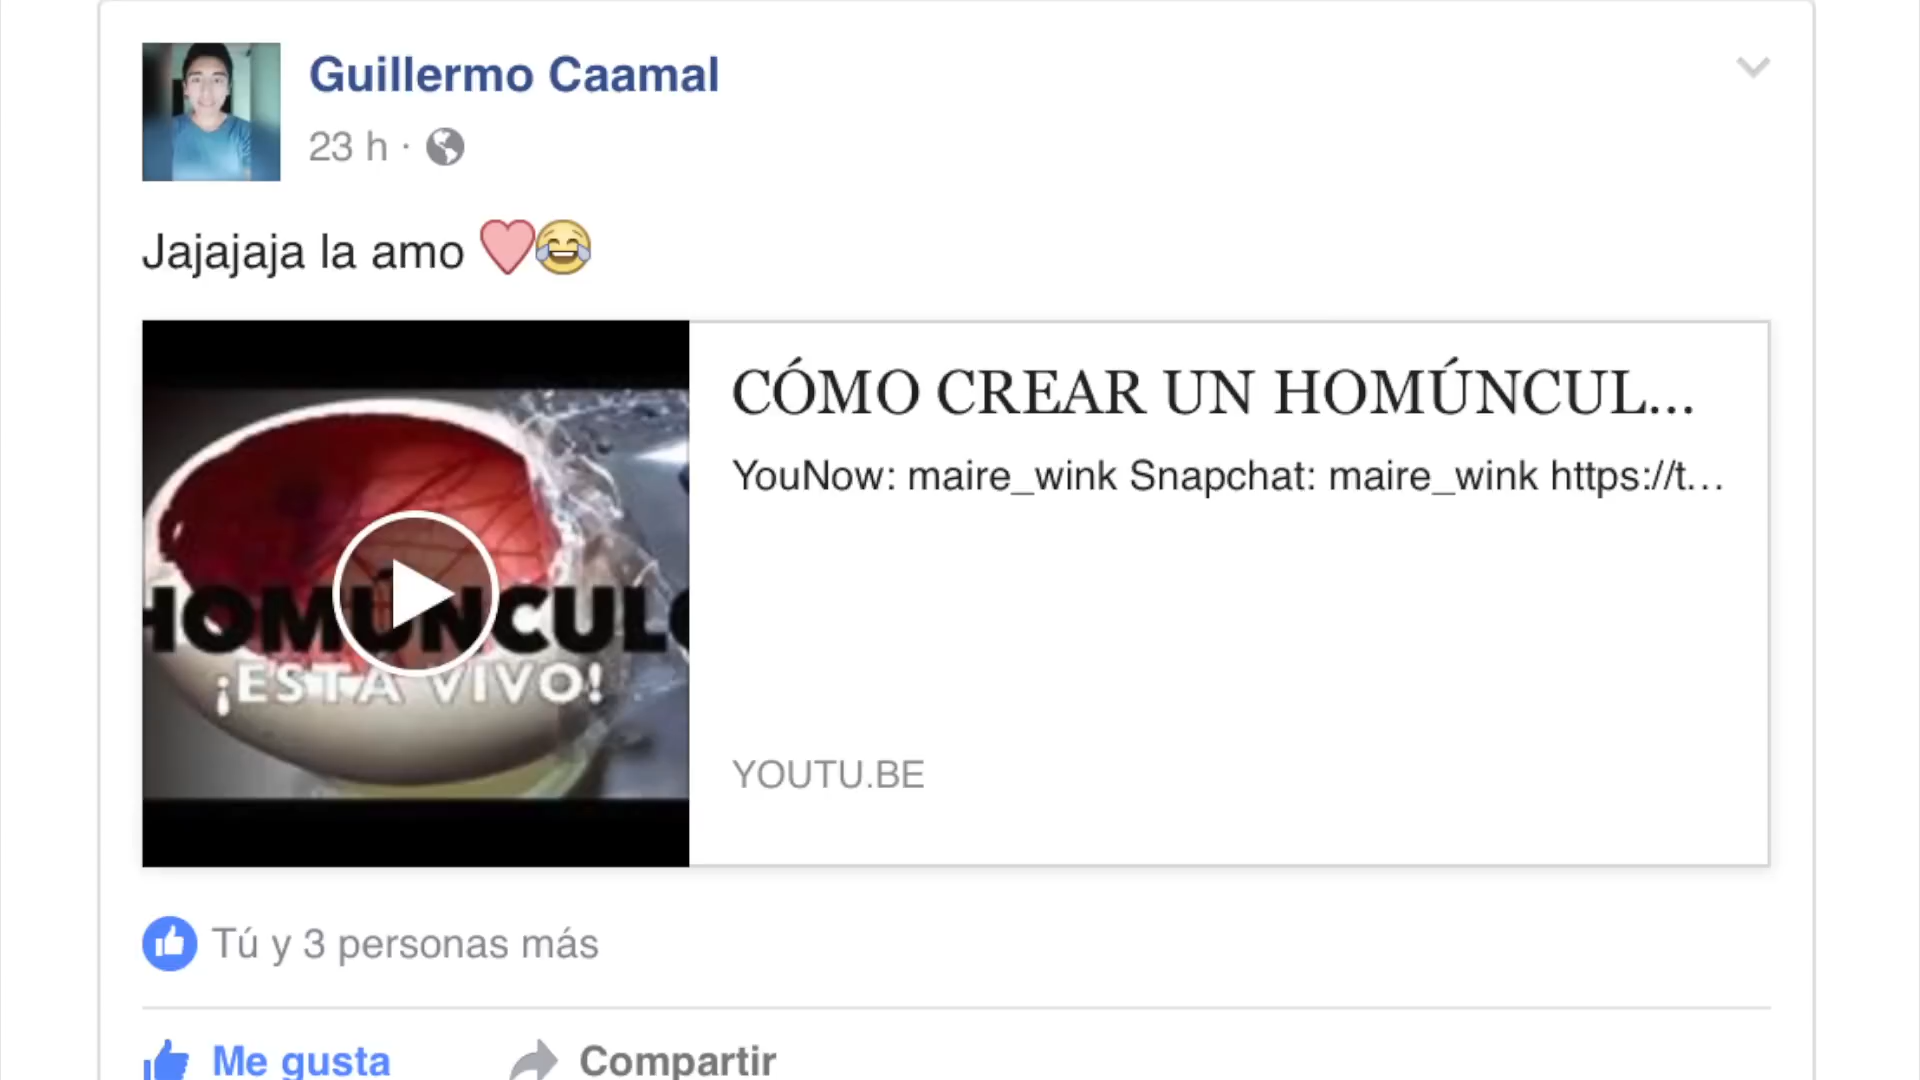 Guillermo Caamal
23 h ·
Jajajaja la amo ❤😂
CÓMO CREAR UN HOMÚNCUL...
YouNow: maire_wink Snapchat: maire_wink https://t...
HOMÚNCULO
¡ESTÁ VIVO!
YOUTU.BE
Tú y 3 personas más
Me gusta
Compartir